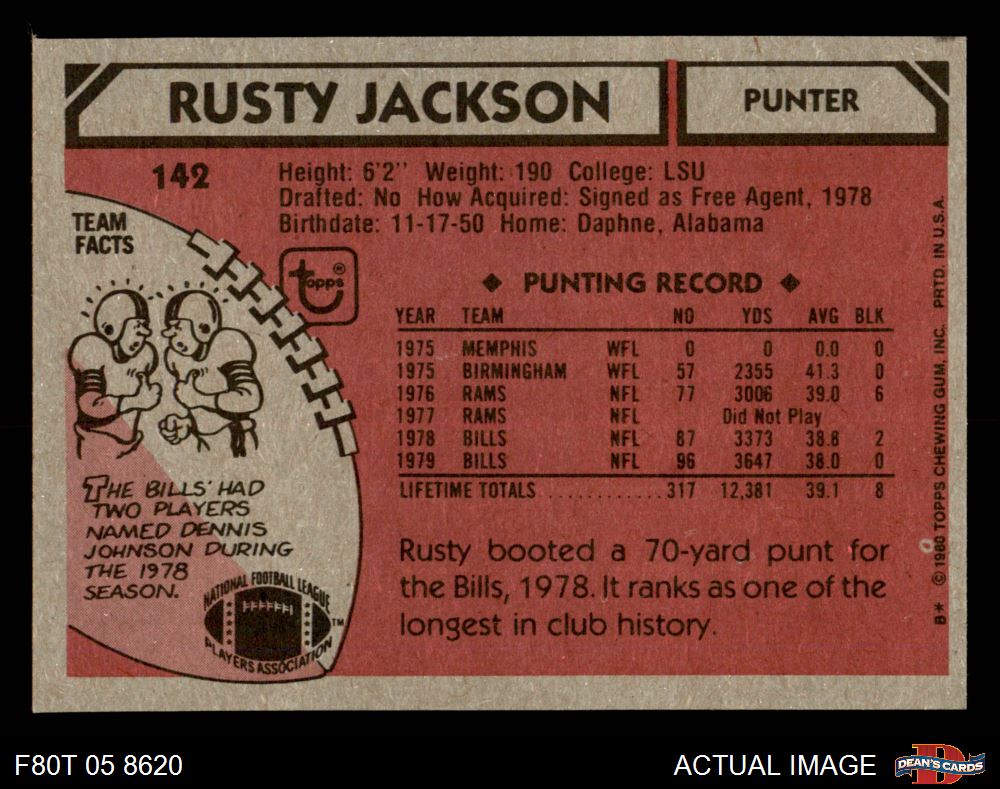 RUSTY JACKSON
PUNTER
142
Height: 6'2'' Weight: 190 College: LSU
Drafted: No How Acquired: Signed as Free Agent, 1978
Birthdate: 11-17-50 Home: Daphne, Alabama
TEAM
FACTS
topps®
◆ PUNTING RECORD ◆
YEAR TEAM NO YDS AVG BLK
1975 MEMPHIS WFL 0 0 0.0 0
1975 BIRMINGHAM WFL 57 2355 41.3 0
1976 RAMS NFL 77 3006 39.0 6
1977 RAMS NFL Did Not Play
1978 BILLS NFL 87 3373 38.8 2
1979 BILLS NFL 96 3647 38.0 0
LIFETIME TOTALS ............ 317 12,381 39.1 8
THE BILLS' HAD
TWO PLAYERS
NAMED DENNIS
JOHNSON DURING
THE 1978
SEASON.
NATIONAL FOOTBALL LEAGUE
PLAYERS ASSOCIATION
TM
Rusty booted a 70-yard punt for
the Bills, 1978. It ranks as one of the
longest in club history.
B* © 1980 TOPPS CHEWING GUM, INC. PRTD. IN U.S.A.
F80T 05 8620
ACTUAL IMAGE
D
DEAN'S CARDS